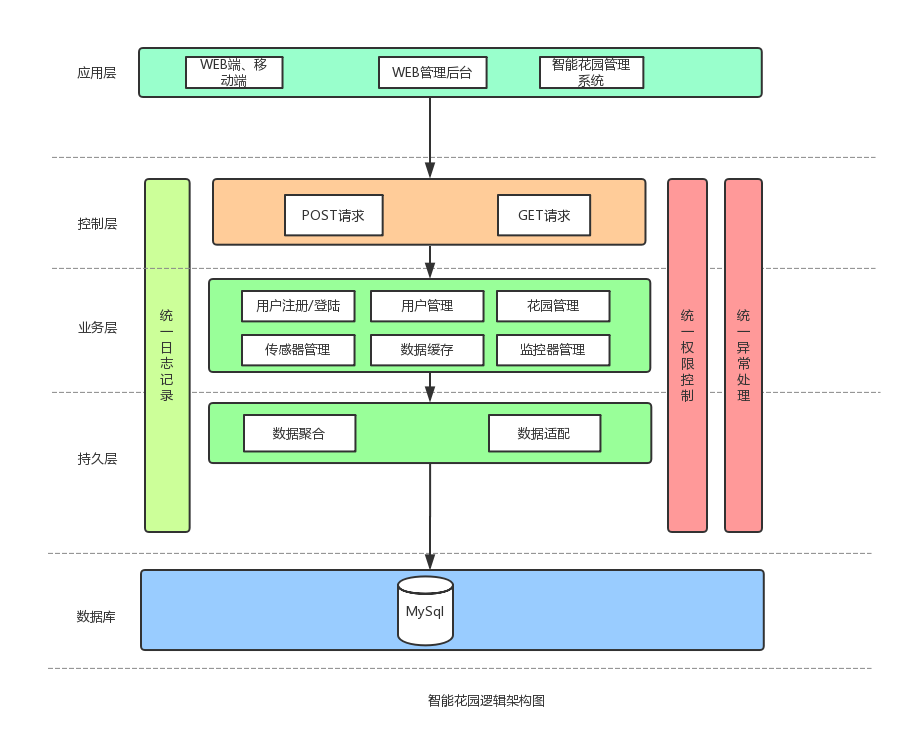 应用层
WEB端、移
动端
WEB管理后台
智能花园管理
系统
控制层
POST请求
GET请求
业务层
用户注册/登陆
用户管理
花园管理
传感器管理
数据缓存
监控器管理
统一日志记录
统一权限控制
统一异常处理
持久层
数据聚合
数据适配
数据库
MySql
智能花园逻辑架构图